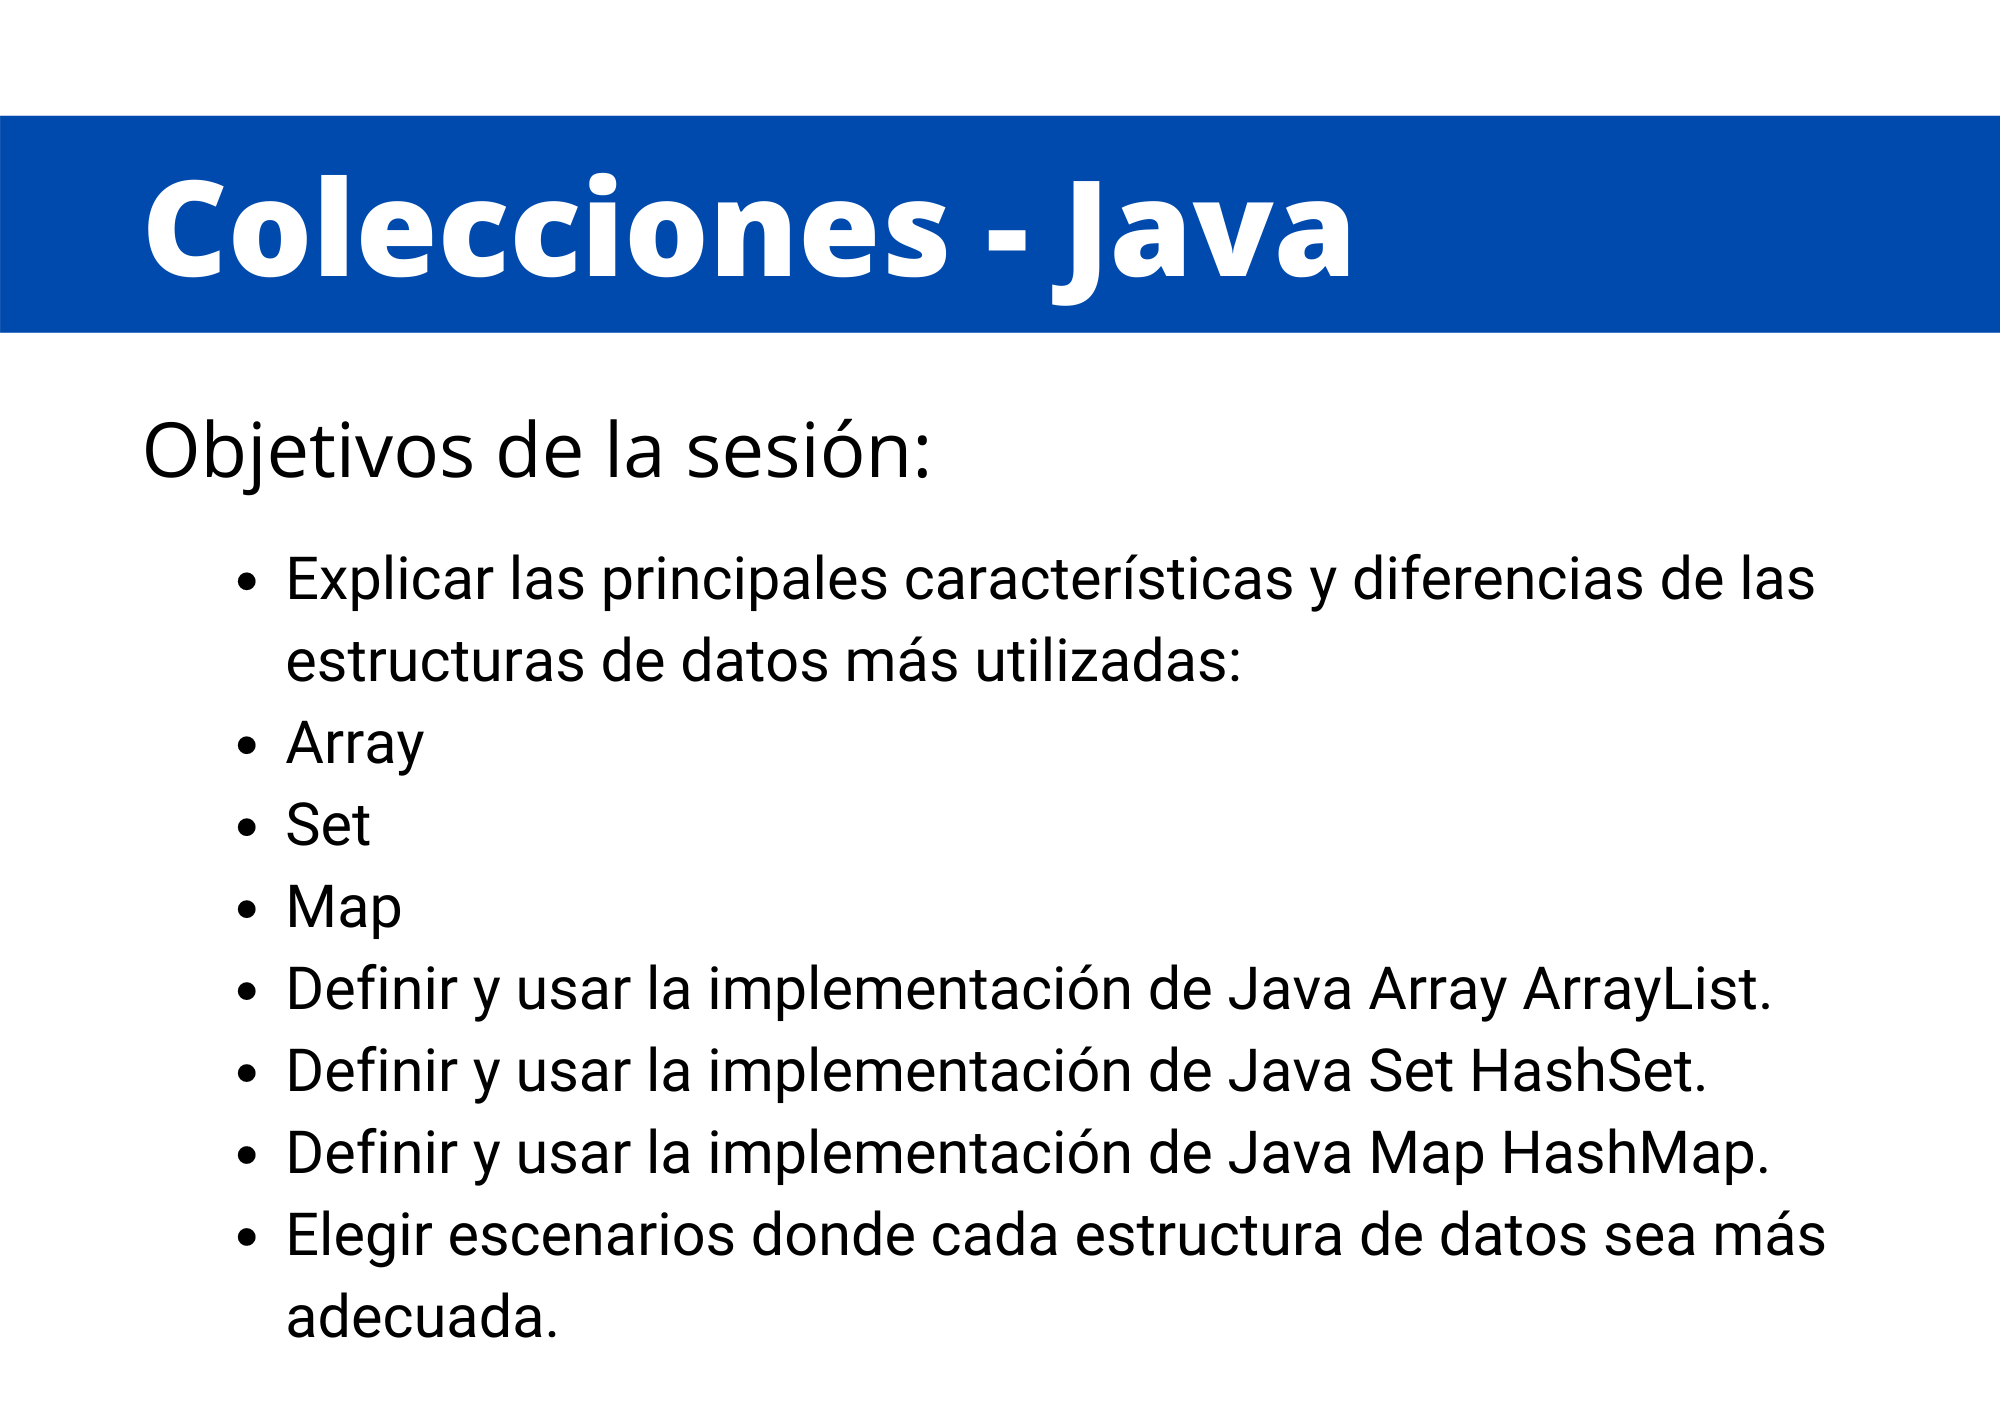 Colecciones - Java
Objetivos de la sesión:
• Explicar las principales características y diferencias de las
estructuras de datos más utilizadas:
• Array
• Set
• Map
• Definir y usar la implementación de Java Array ArrayList.
• Definir y usar la implementación de Java Set HashSet.
• Definir y usar la implementación de Java Map HashMap.
• Elegir escenarios donde cada estructura de datos sea más
adecuada.